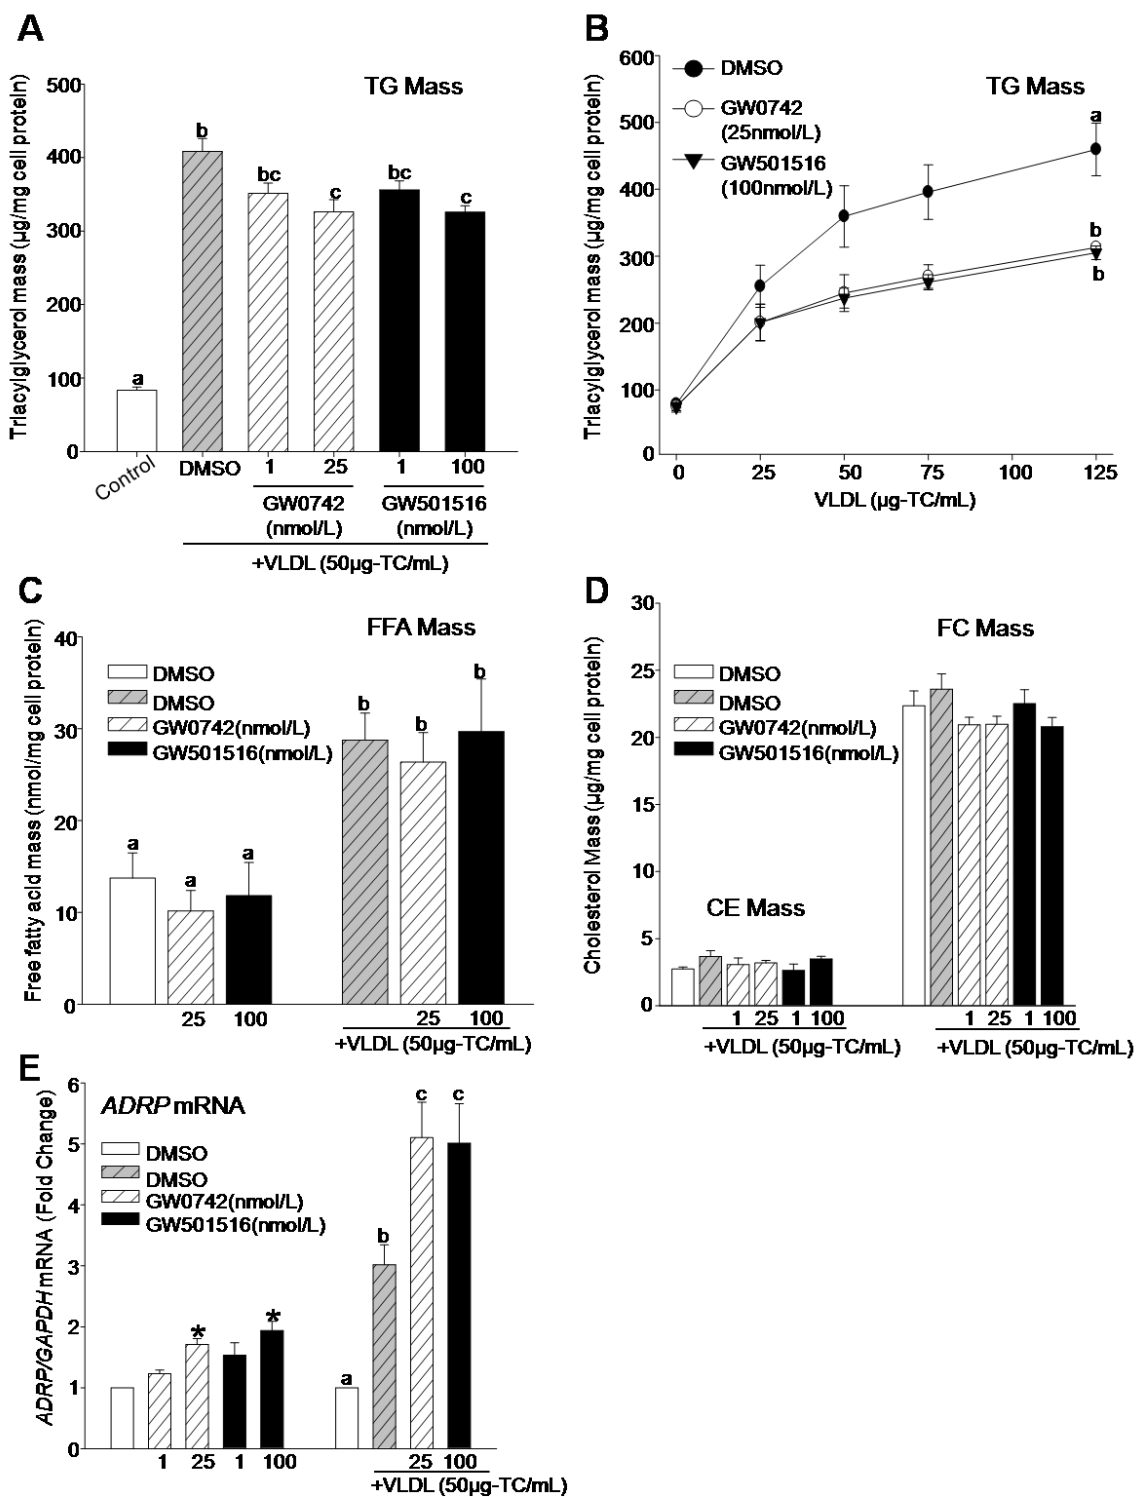 A
TG Mass
Triacylglycerol mass (µg/mg cell protein)
500
400
300
200
100
0
a
b
bc
c
bc
c
Control
DMSO
1
25
1
100
GW0742
(nmol/L)
GW501516
(nmol/L)
+VLDL (50µg-TC/mL)
B
TG Mass
DMSO
GW0742
(25nmol/L)
GW501516
(100nmol/L)
Triacylglycerol mass (µg/mg cell protein)
600
500
400
300
200
100
0
a
b
b
0
25
50
75
100
125
VLDL (µg-TC/mL)
C
FFA Mass
DMSO
DMSO
GW0742(nmol/L)
GW501516(nmol/L)
Free fatty acid mass (nmol/mg cell protein)
40
30
20
10
0
a
a
a
b
b
b
25
100
25
100
+VLDL (50µg-TC/mL)
D
FC Mass
DMSO
DMSO
GW0742(nmol/L)
GW501516(nmol/L)
CE Mass
Cholesterol Mass (µg/mg cell protein)
30
25
20
15
10
5
0
1
25
1
100
+VLDL (50µg-TC/mL)
1
25
1
100
+VLDL (50µg-TC/mL)
E
ADRP mRNA
DMSO
DMSO
GW0742(nmol/L)
GW501516(nmol/L)
ADRP/GAPDH mRNA (Fold Change)
6
5
4
3
2
1
0
*
*
a
b
c
c
1
25
1
100
25
100
+VLDL (50µg-TC/mL)